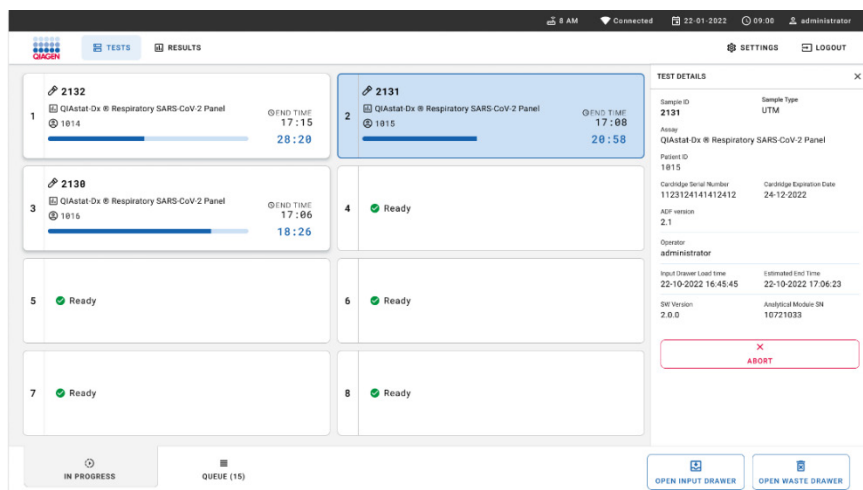 8 AM Connected 22-01-2022 09:00 administrator
QIAGEN TESTS RESULTS SETTINGS LOGOUT
1
2132
QIAstat-Dx ® Respiratory SARS-CoV-2 Panel
1014
END TIME
17:15
28:20
2
2131
QIAstat-Dx ® Respiratory SARS-CoV-2 Panel
1015
END TIME
17:08
20:58
3
2130
QIAstat-Dx ® Respiratory SARS-CoV-2 Panel
1016
END TIME
17:06
18:26
4 Ready
5 Ready
6 Ready
7 Ready
8 Ready
TEST DETAILS
Sample ID Sample Type
2131 UTM
Assay
QIAstat-Dx ® Respiratory SARS-CoV-2 Panel
Patient ID
1015
Cardridge Serial Number Cardridge Expiration Date
1123124141412412 24-12-2022
ADF version
2.1
Operator
administrator
Input Drawer Load time Estimated End Time
22-10-2022 16:45:45 22-10-2022 17:06:23
SW Version Analytical Module SN
2.0.0 10721033
ABORT
IN PROGRESS QUEUE (15)
OPEN INPUT DRAWER OPEN WASTE DRAWER